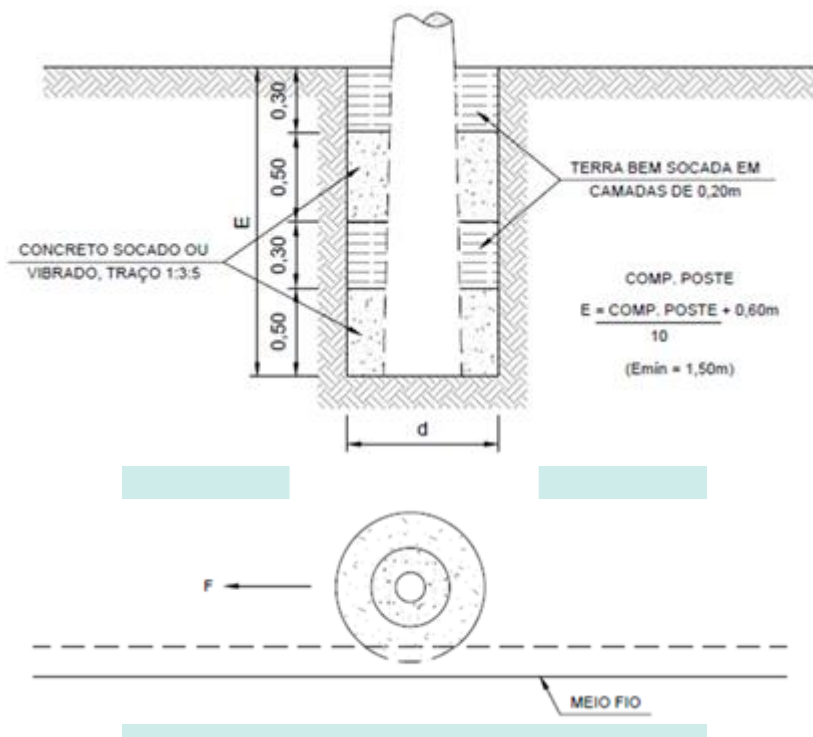 0,30
0,50
E
0,30
0,50
CONCRETO SOCADO OU
VIBRADO, TRAÇO 1:3:5
TERRA BEM SOCADA EM
CAMADAS DE 0,20m
COMP. POSTE
E = COMP. POSTE + 0,60m
10
(Emín = 1,50m)
d
F
MEIO FIO